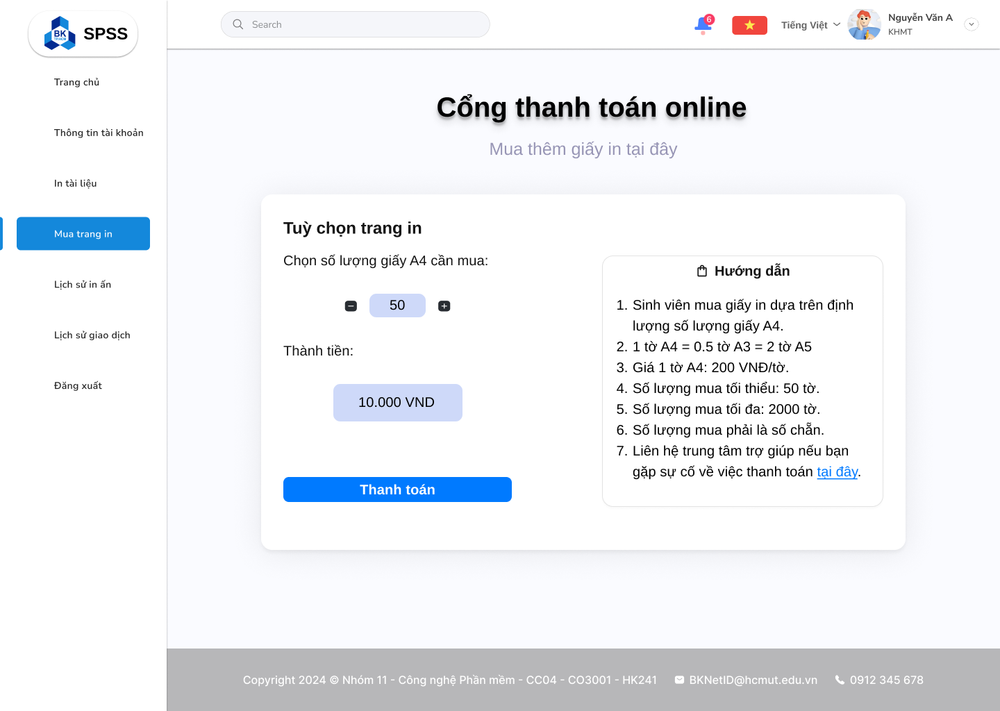 BK
TP.HCM
SPSS
Search
6
Tiếng Việt
Nguyễn Văn A
KHMT
Trang chủ
Thông tin tài khoản
In tài liệu
Mua trang in
Lịch sử in ấn
Lịch sử giao dịch
Đăng xuất
Cổng thanh toán online
Mua thêm giấy in tại đây
Tuỳ chọn trang in
Chọn số lượng giấy A4 cần mua:
50
Thành tiền:
10.000 VND
Thanh toán
Hướng dẫn
1. Sinh viên mua giấy in dựa trên định
lượng số lượng giấy A4.
2. 1 tờ A4 = 0.5 tờ A3 = 2 tờ A5
3. Giá 1 tờ A4: 200 VNĐ/tờ.
4. Số lượng mua tối thiểu: 50 tờ.
5. Số lượng mua tối đa: 2000 tờ.
6. Số lượng mua phải là số chẵn.
7. Liên hệ trung tâm trợ giúp nếu bạn
gặp sự cố về việc thanh toán tại đây.
Copyright 2024 © Nhóm 11 - Công nghệ Phần mềm - CC04 - CO3001 - HK241 BKNetID@hcmut.edu.vn 0912 345 678